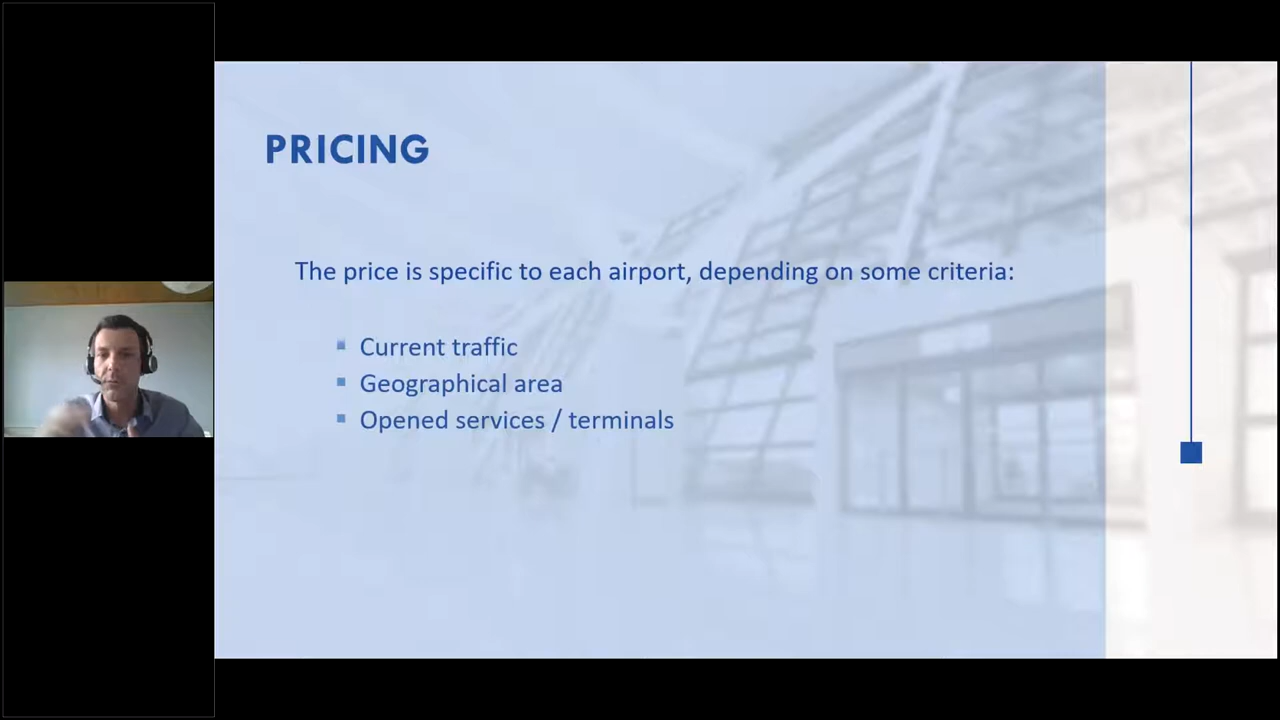 PRICING
The price is specific to each airport, depending on some criteria:
Current traffic
Geographical area
Opened services / terminals